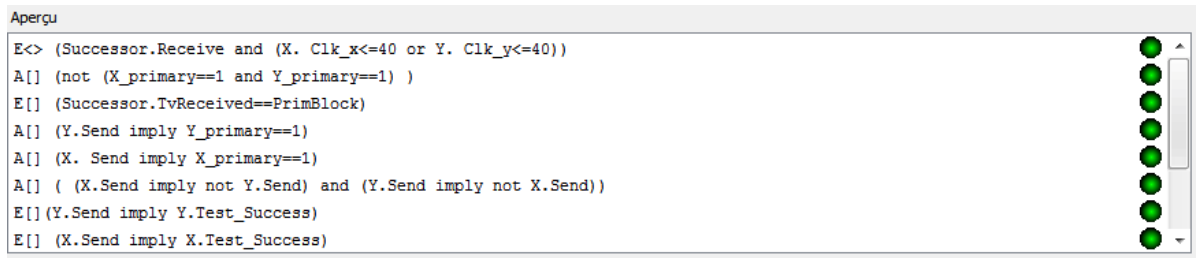 Aperçu
E<> (Successor.Receive and (X. Clk_x<=40 or Y. Clk_y<=40))
A[] (not (X_primary==1 and Y_primary==1) )
E[] (Successor.TvReceived==PrimBlock)
A[] (Y.Send imply Y_primary==1)
A[] (X. Send imply X_primary==1)
A[] ( (X.Send imply not Y.Send) and (Y.Send imply not X.Send))
E[](Y.Send imply Y.Test_Success)
E[] (X.Send imply X.Test_Success)